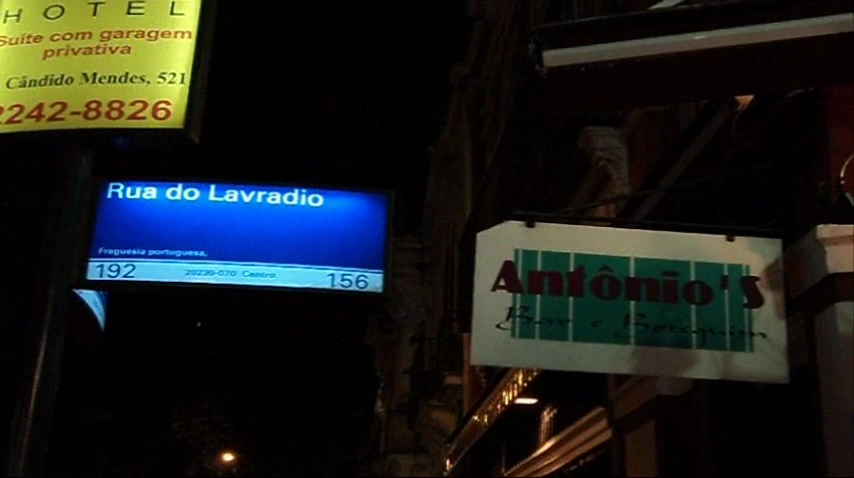 HOTEL
Suíte com garagem
privativa
Cândido Mendes, 521
2242-8826
Rua do Lavradio
Freguesia portuguesa.
192 20230-070 Centro 156
Antônio's
Bar e Botequim